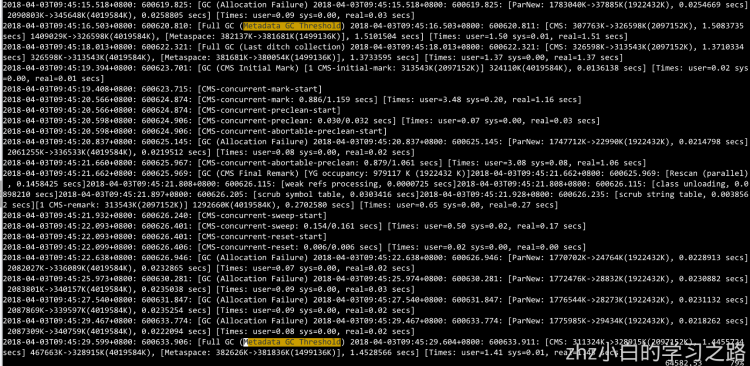 2018-04-03T09:45:15.518+0800: 600619.825: [GC (Allocation Failure) 2018-04-03T09:45:15.518+0800: 600619.825: [ParNew: 1783040K->37885K(1922432K), 0.0254669 secs]
2090803K->345648K(4019584K), 0.0258805 secs] [Times: user=0.09 sys=0.00, real=0.03 secs]
2018-04-03T09:45:16.503+0800: 600620.810: [Full GC (Metadata GC Threshold) 2018-04-03T09:45:16.503+0800: 600620.811: [CMS: 307763K->326598K(2097152K), 1.5083735
secs] 1409029K->326598K(4019584K), [Metaspace: 382137K->381681K(1499136K)], 1.5101504 secs] [Times: user=1.50 sys=0.01, real=1.51 secs]
2018-04-03T09:45:18.013+0800: 600622.321: [Full GC (Last ditch collection) 2018-04-03T09:45:18.013+0800: 600622.321: [CMS: 326598K->313543K(2097152K), 1.3710334
secs] 326598K->313543K(4019584K), [Metaspace: 381681K->380054K(1499136K)], 1.3733595 secs] [Times: user=1.37 sys=0.00, real=1.37 secs]
2018-04-03T09:45:19.394+0800: 600623.701: [GC (CMS Initial Mark) [1 CMS-initial-mark: 313543K(2097152K)] 324110K(4019584K), 0.0136138 secs] [Times: user=0.02 sys
=0.00, real=0.01 secs]
2018-04-03T09:45:19.408+0800: 600623.715: [CMS-concurrent-mark-start]
2018-04-03T09:45:20.566+0800: 600624.874: [CMS-concurrent-mark: 0.886/1.159 secs] [Times: user=3.48 sys=0.20, real=1.16 secs]
2018-04-03T09:45:20.566+0800: 600624.874: [CMS-concurrent-preclean-start]
2018-04-03T09:45:20.598+0800: 600624.906: [CMS-concurrent-preclean: 0.030/0.032 secs] [Times: user=0.07 sys=0.00, real=0.03 secs]
2018-04-03T09:45:20.598+0800: 600624.906: [CMS-concurrent-abortable-preclean-start]
2018-04-03T09:45:20.837+0800: 600625.145: [GC (Allocation Failure) 2018-04-03T09:45:20.837+0800: 600625.145: [ParNew: 1747712K->22990K(1922432K), 0.0214798 secs]
2061255K->336533K(4019584K), 0.0219512 secs] [Times: user=0.08 sys=0.00, real=0.02 secs]
2018-04-03T09:45:21.660+0800: 600625.967: [CMS-concurrent-abortable-preclean: 0.879/1.061 secs] [Times: user=3.08 sys=0.08, real=1.06 secs]
2018-04-03T09:45:21.662+0800: 600625.969: [GC (CMS Final Remark) [YG occupancy: 979117 K (1922432 K)]2018-04-03T09:45:21.662+0800: 600625.969: [Rescan (parallel)
, 0.1458425 secs]2018-04-03T09:45:21.808+0800: 600626.115: [weak refs processing, 0.0000725 secs]2018-04-03T09:45:21.808+0800: 600626.115: [class unloading, 0.0
898210 secs]2018-04-03T09:45:21.897+0800: 600626.205: [scrub symbol table, 0.0303416 secs]2018-04-03T09:45:21.928+0800: 600626.235: [scrub string table, 0.003856
2 secs][1 CMS-remark: 313543K(2097152K)] 1292660K(4019584K), 0.2702580 secs] [Times: user=0.65 sys=0.00, real=0.27 secs]
2018-04-03T09:45:21.932+0800: 600626.240: [CMS-concurrent-sweep-start]
2018-04-03T09:45:22.093+0800: 600626.401: [CMS-concurrent-sweep: 0.154/0.161 secs] [Times: user=0.50 sys=0.02, real=0.17 secs]
2018-04-03T09:45:22.093+0800: 600626.401: [CMS-concurrent-reset-start]
2018-04-03T09:45:22.099+0800: 600626.406: [CMS-concurrent-reset: 0.006/0.006 secs] [Times: user=0.02 sys=0.00, real=0.00 secs]
2018-04-03T09:45:22.638+0800: 600626.946: [GC (Allocation Failure) 2018-04-03T09:45:22.638+0800: 600626.946: [ParNew: 1770702K->24764K(1922432K), 0.0228913 secs]
2082027K->336089K(4019584K), 0.0232865 secs] [Times: user=0.07 sys=0.00, real=0.02 secs]
2018-04-03T09:45:25.973+0800: 600630.281: [GC (Allocation Failure) 2018-04-03T09:45:25.974+0800: 600630.281: [ParNew: 1772476K->28832K(1922432K), 0.0230882 secs]
2083801K->340157K(4019584K), 0.0235038 secs] [Times: user=0.09 sys=0.00, real=0.03 secs]
2018-04-03T09:45:27.540+0800: 600631.847: [GC (Allocation Failure) 2018-04-03T09:45:27.540+0800: 600631.847: [ParNew: 1776544K->28273K(1922432K), 0.0231132 secs]
2087869K->339597K(4019584K), 0.0235254 secs] [Times: user=0.09 sys=0.00, real=0.02 secs]
2018-04-03T09:45:29.467+0800: 600633.774: [GC (Allocation Failure) 2018-04-03T09:45:29.467+0800: 600633.774: [ParNew: 1775985K->29434K(1922432K), 0.0218262 secs]
2087309K->340759K(4019584K), 0.0222094 secs] [Times: user=0.08 sys=0.00, real=0.02 secs]
2018-04-03T09:45:29.599+0800: 600633.906: [Full GC (Metadata GC Threshold) 2018-04-03T09:45:29.604+0800: 600633.911: [CMS: 311324K->328915K(2097152K),
secs] 467663K->328915K(4019584K), [Metaspace: 382626K->381836K(1499136K)], 1.4528566 secs] [Times: user=1.41 sys=0.01,
zhz小白的学习之路
64582.53 79%